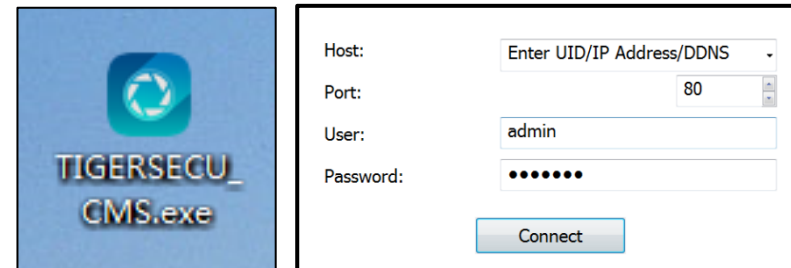 TIGERSECU_
CMS.exe
Host: Enter UID/IP Address/DDNS
Port: 80
User: admin
Password: •••••••
Connect